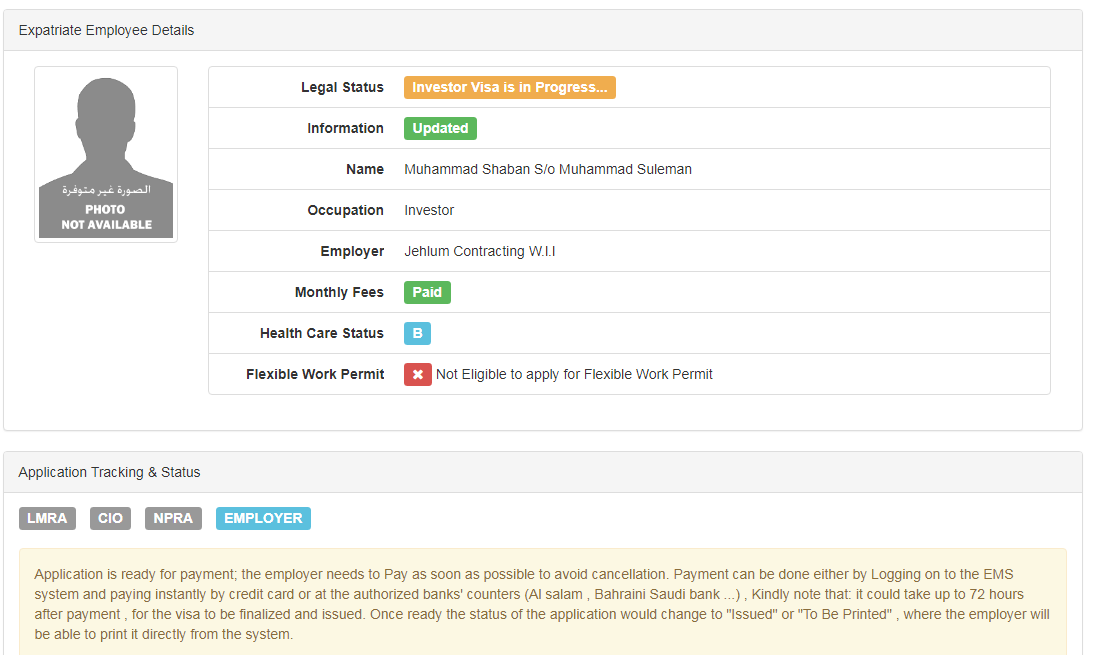 Expatriate Employee Details
الصورة غير متوفرة
PHOTO
NOT AVAILABLE
Legal Status Investor Visa is in Progress...
Information Updated
Name Muhammad Shaban S/o Muhammad Suleman
Occupation Investor
Employer Jehlum Contracting W.l.l
Monthly Fees Paid
Health Care Status B
Flexible Work Permit ✖ Not Eligible to apply for Flexible Work Permit
Application Tracking & Status
LMRA CIO NPRA EMPLOYER
Application is ready for payment; the employer needs to Pay as soon as possible to avoid cancellation. Payment can be done either by Logging on to the EMS
system and paying instantly by credit card or at the authorized banks' counters (Al salam , Bahraini Saudi bank ...) , Kindly note that: it could take up to 72 hours
after payment , for the visa to be finalized and issued. Once ready the status of the application would change to "Issued" or "To Be Printed" , where the employer will
be able to print it directly from the system.